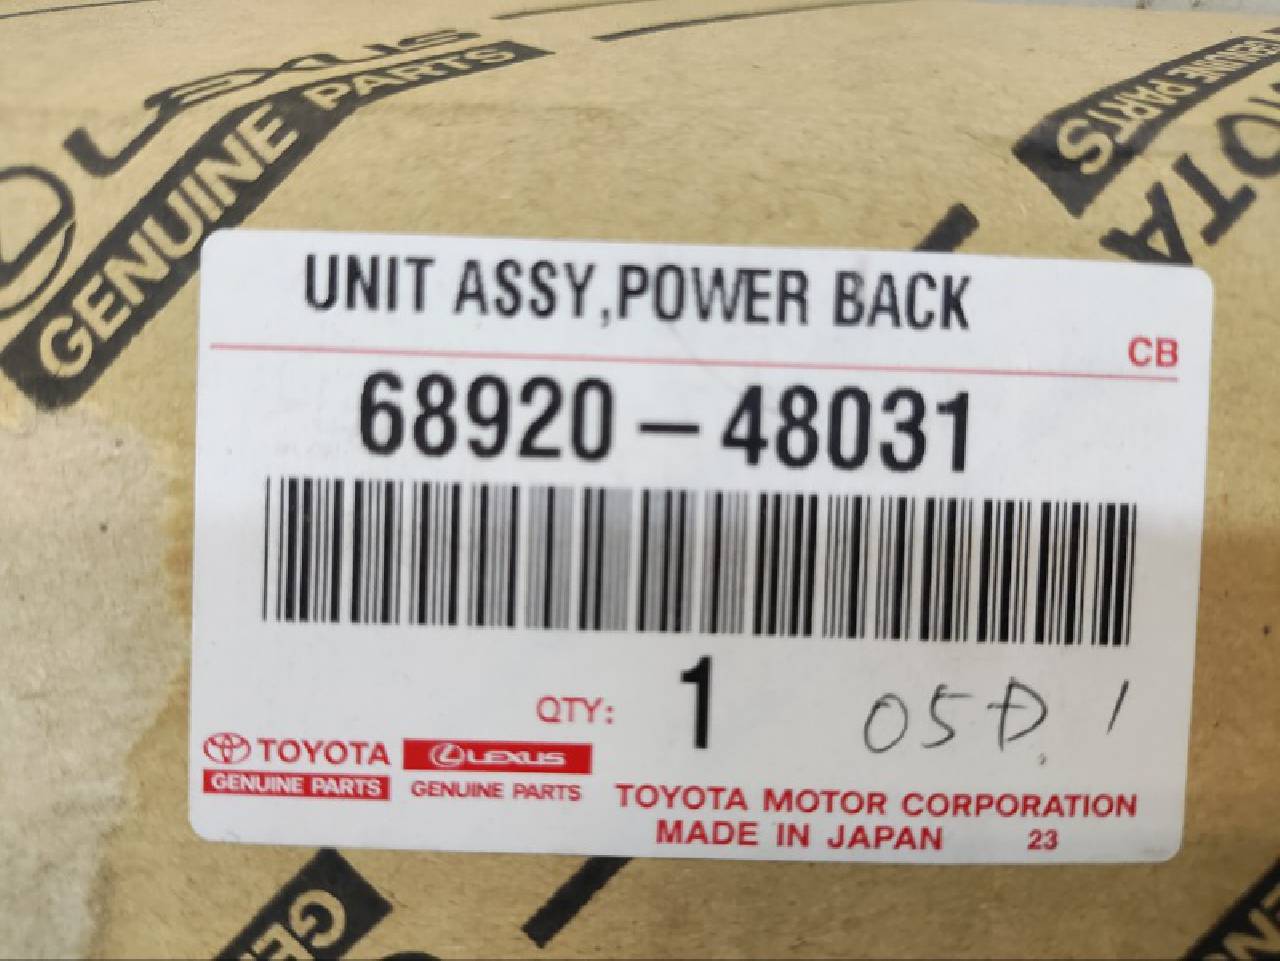 LEXUS
GENUINE PARTS
GENUINE PARTS
TOYOTA
UNIT ASSY,POWER BACK
CB
68920-48031
QTY: 1
05D. 1
TOYOTA
GENUINE PARTS
LEXUS
GENUINE PARTS
TOYOTA MOTOR CORPORATION
MADE IN JAPAN 23